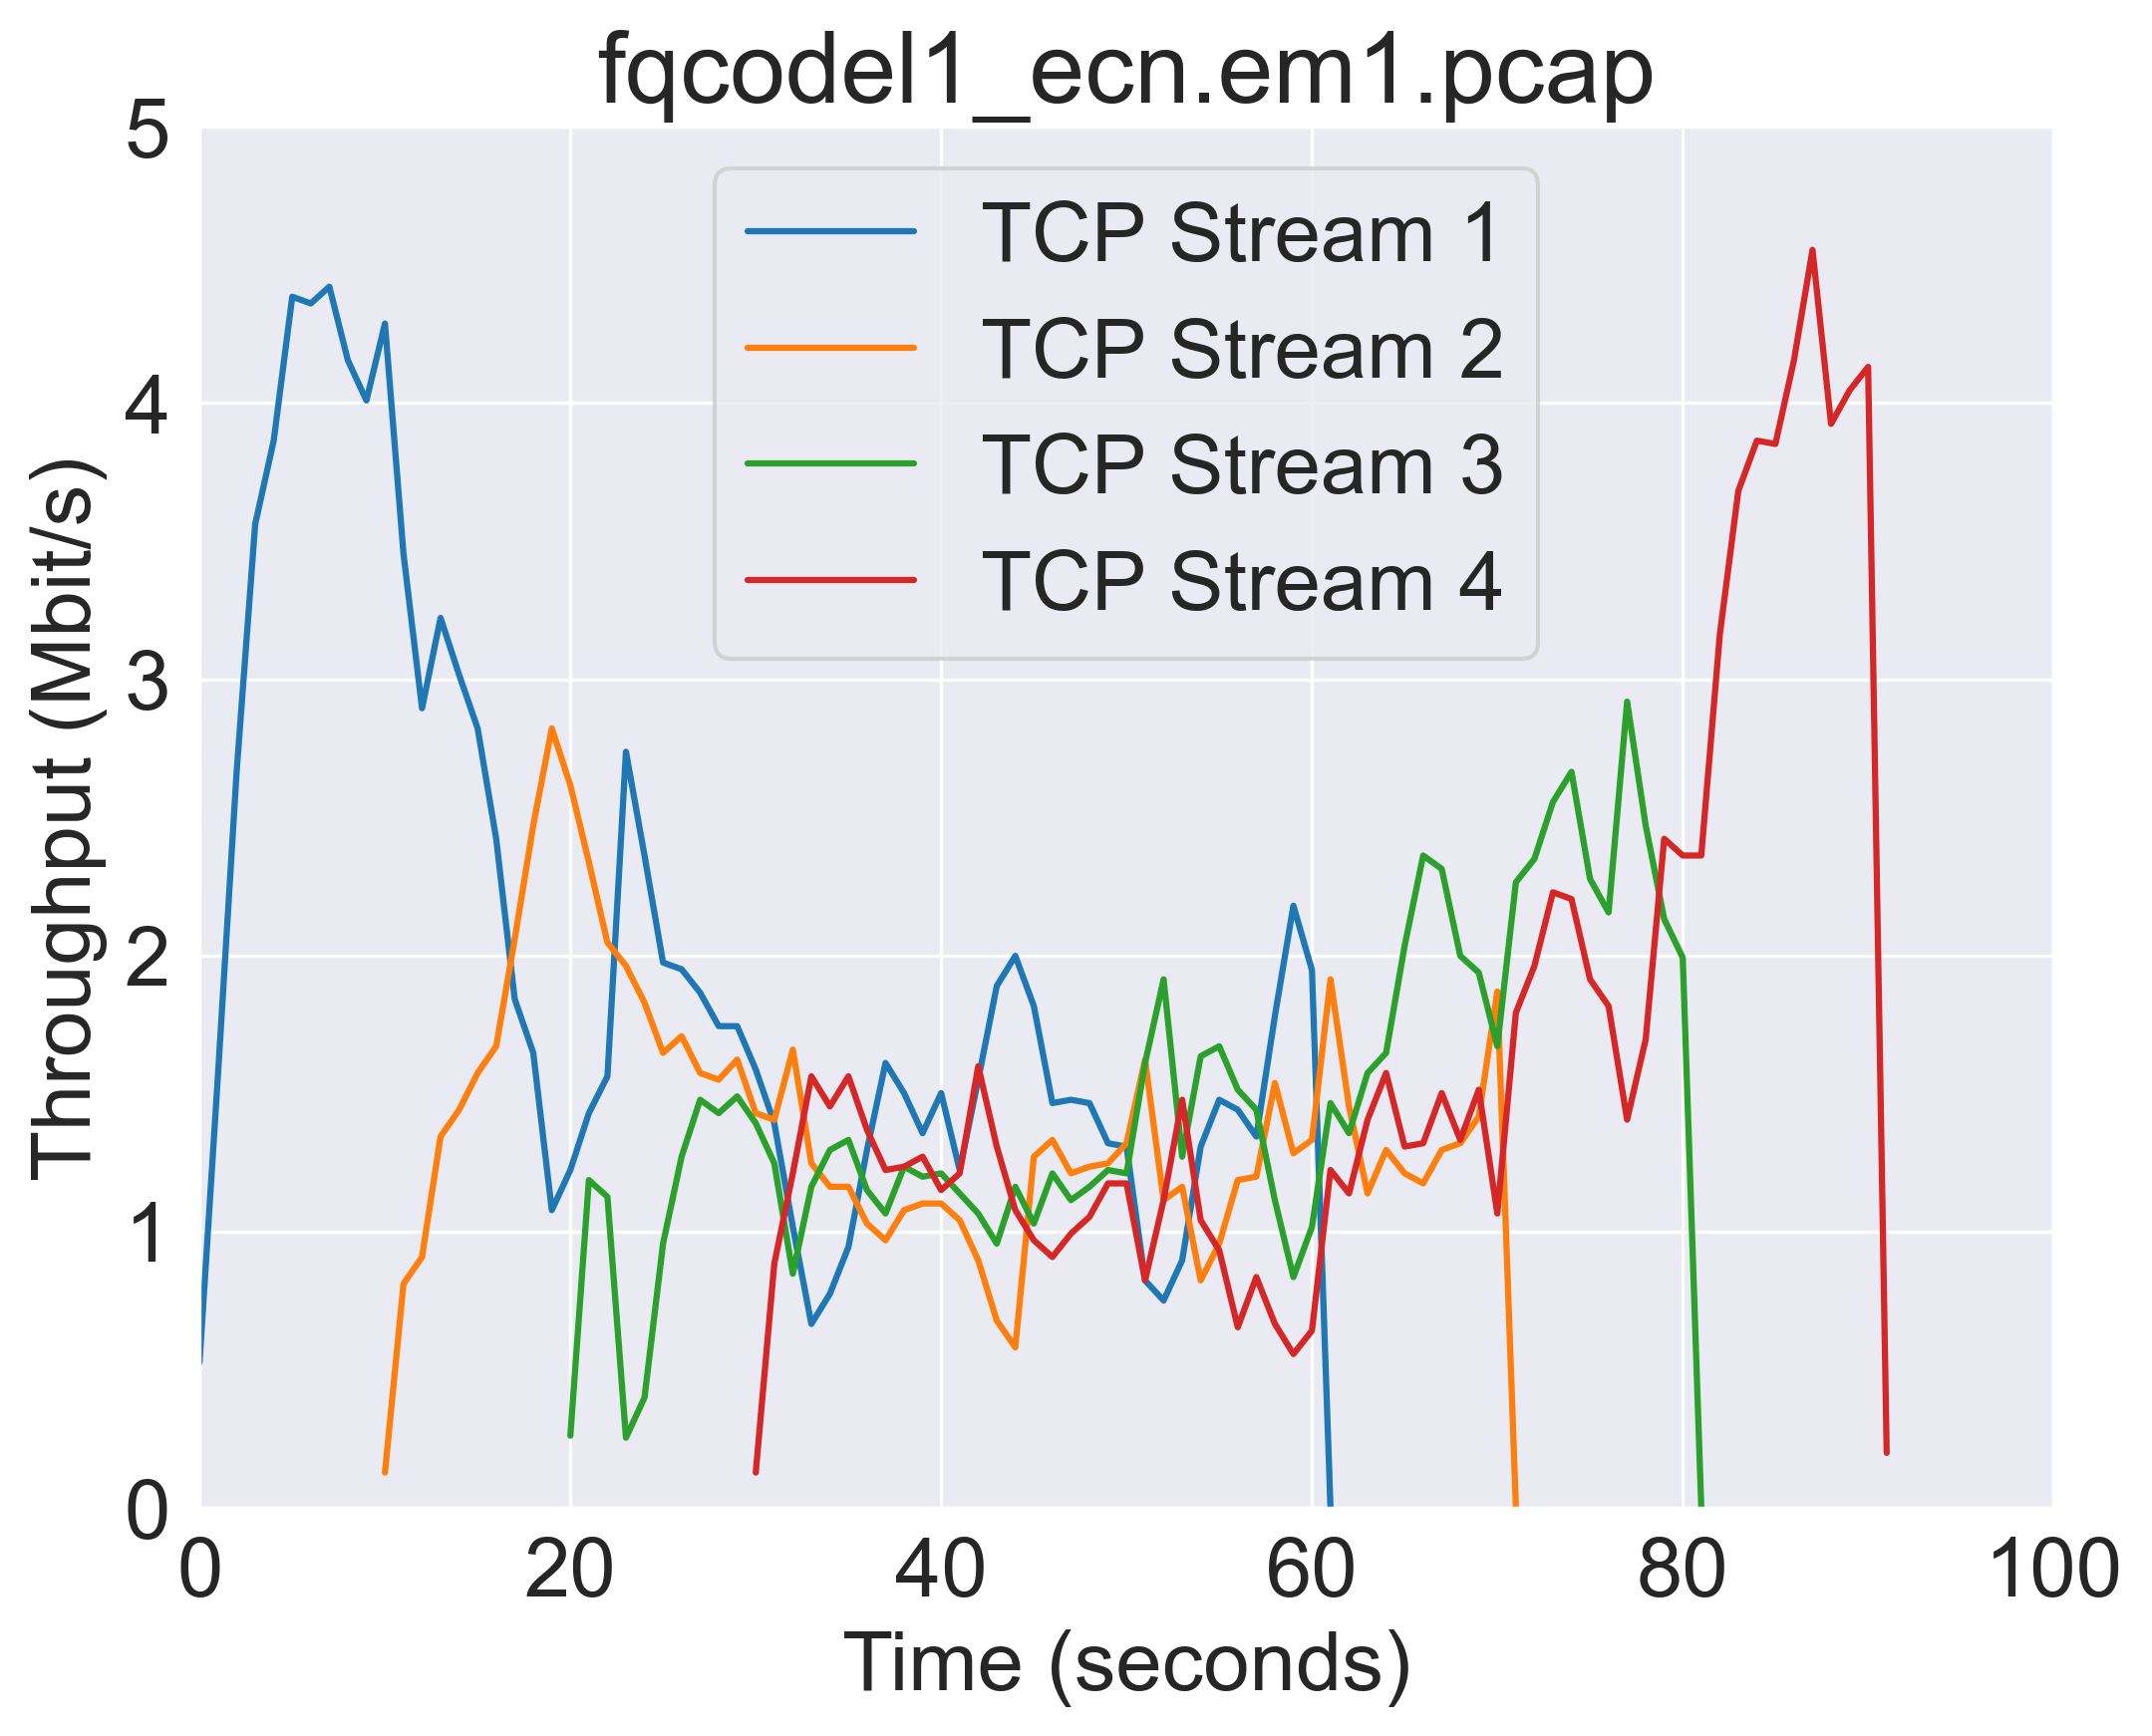 fqcodel1_ecn.em1.pcap
5
4
3
2
1
0
Throughput (Mbit/s)
TCP Stream 1
TCP Stream 2
TCP Stream 3
TCP Stream 4
0 20 40 60 80 100
Time (seconds)